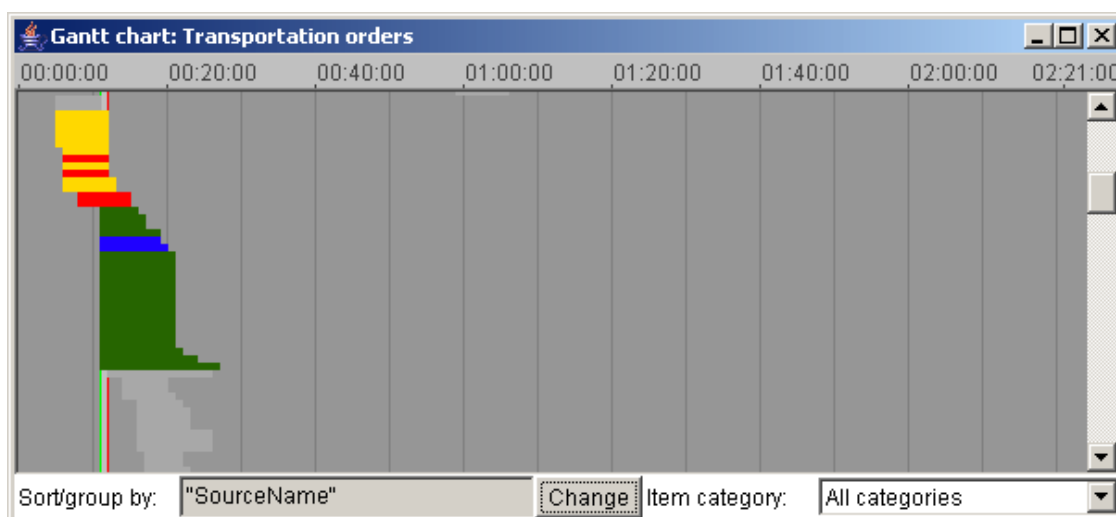 Gantt chart: Transportation orders
00:00:00 00:20:00 00:40:00 01:00:00 01:20:00 01:40:00 02:00:00 02:21:00
Sort/group by: "SourceName" Change Item category: All categories